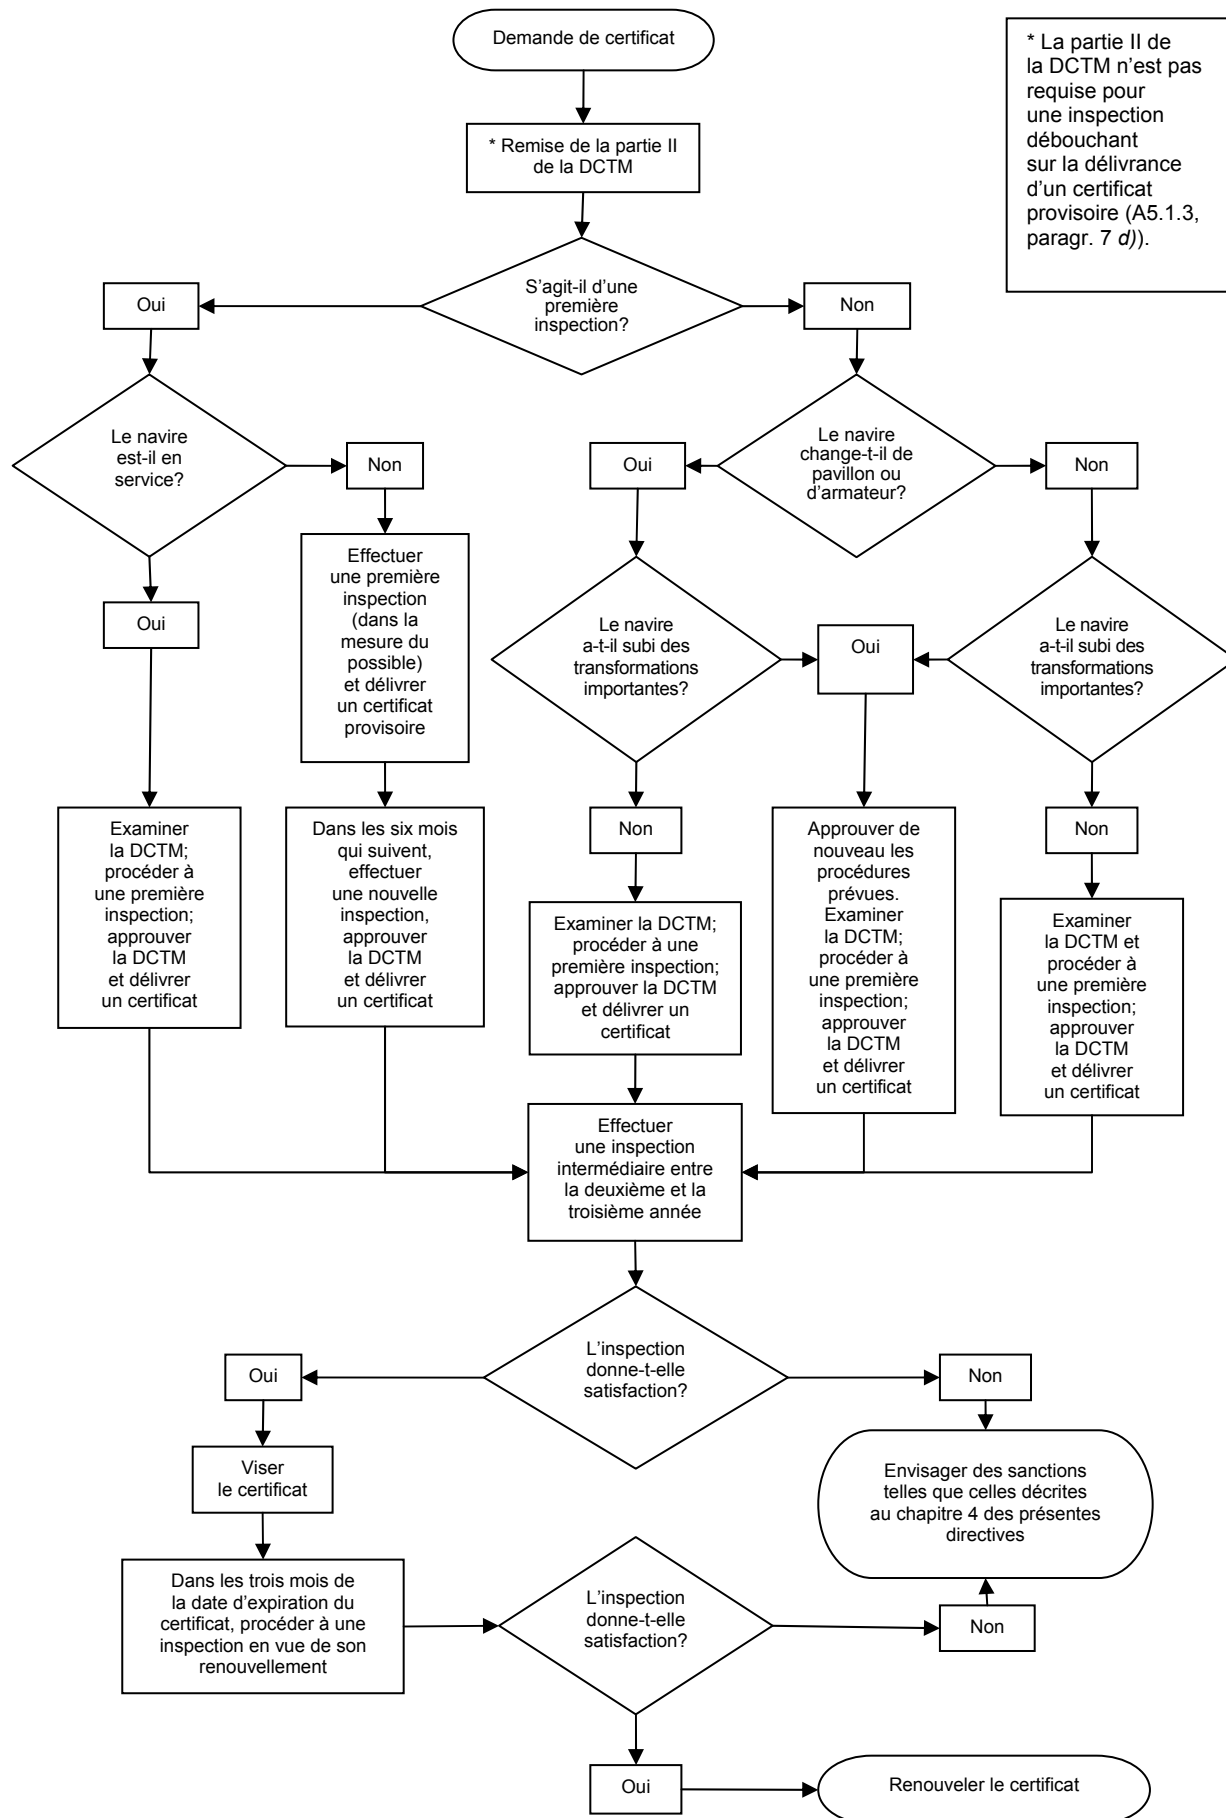 Demande de certificat
* La partie II de
la DCTM n’est pas
requise pour
une inspection
débouchant
sur la délivrance
d’un certificat
provisoire (A5.1.3,
paragr. 7 d)).
* Remise de la partie II
de la DCTM
S’agit-il d’une
première
inspection?
Oui
Non
Le navire
est-il en
service?
Non
Oui
Le navire
change-t-il de
pavillon ou
d’armateur?
Non
Effectuer
une première
inspection
(dans la
mesure du
possible)
et délivrer
un certificat
provisoire
Oui
Le navire
a-t-il subi des
transformations
importantes?
Oui
Le navire
a-t-il subi des
transformations
importantes?
Examiner
la DCTM;
procéder à
une première
inspection;
approuver
la DCTM
et délivrer
un certificat
Dans les six mois
qui suivent,
effectuer
une nouvelle
inspection,
approuver
la DCTM
et délivrer
un certificat
Non
Examiner la DCTM;
procéder à une
première inspection;
approuver la DCTM
et délivrer un
certificat
Approuver de
nouveau les
procédures
prévues.
Examiner
la DCTM;
procéder à
une première
inspection;
approuver
la DCTM
et délivrer
un certificat
Non
Examiner
la DCTM et
procéder à
une première
inspection;
approuver
la DCTM
et délivrer
un certificat
Effectuer
une inspection
intermédiaire entre
la deuxième et la
troisième année
L’inspection
donne-t-elle
satisfaction?
Oui
Non
Viser
le certificat
Envisager des sanctions
telles que celles décrites
au chapitre 4 des présentes
directives
Dans les trois mois de
la date d’expiration du
certificat, procéder à une
inspection en vue de son
renouvellement
L’inspection
donne-t-elle
satisfaction?
Non
Oui
Renouveler le certificat